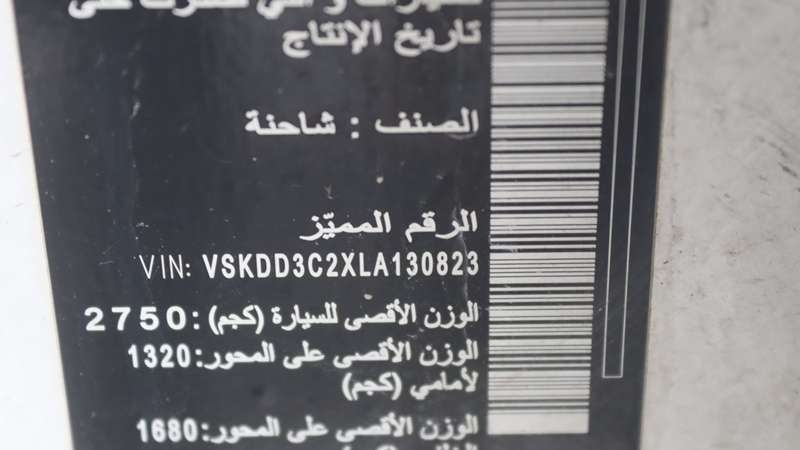 تاريخ الإنتاج
الصنف : شاحنة
الرقم المميّز
VIN: VSKDD3C2XLA130823
الوزن الأقصى للسيارة (كجم): 2750
الوزن الأقصى على المحور: 1320
لأمامي (كجم)
الوزن الأقصى على المحور: 1680